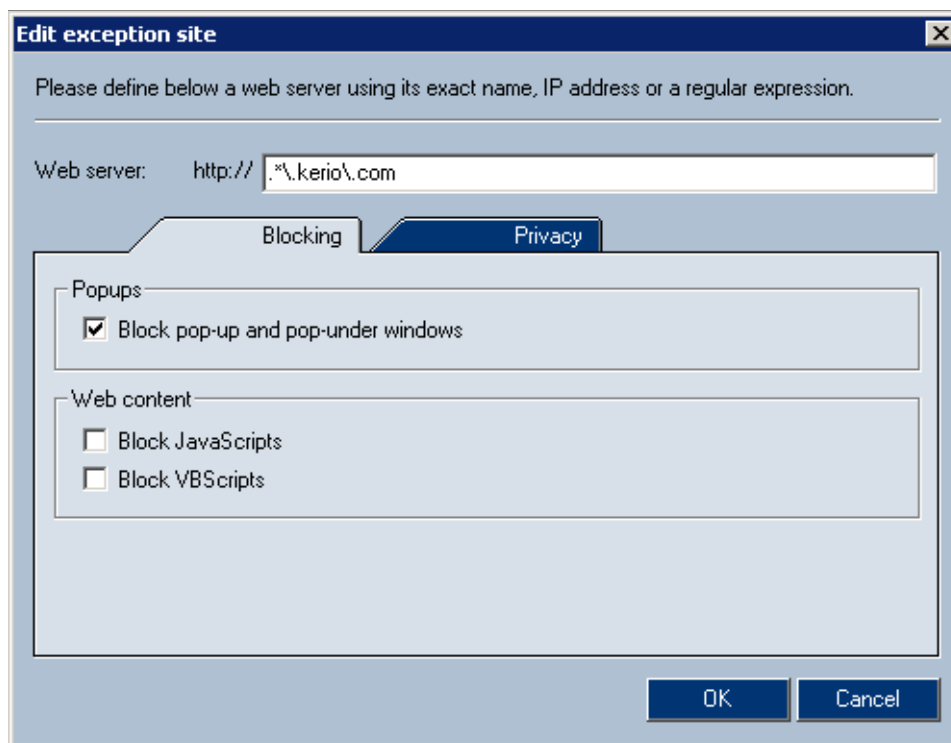 Edit exception site
Please define below a web server using its exact name, IP address or a regular expression.
Web server: http:// .*\.kerio\.com
Blocking Privacy
Popups
Block pop-up and pop-under windows
Web content
Block JavaScripts
Block VBScripts
OK Cancel